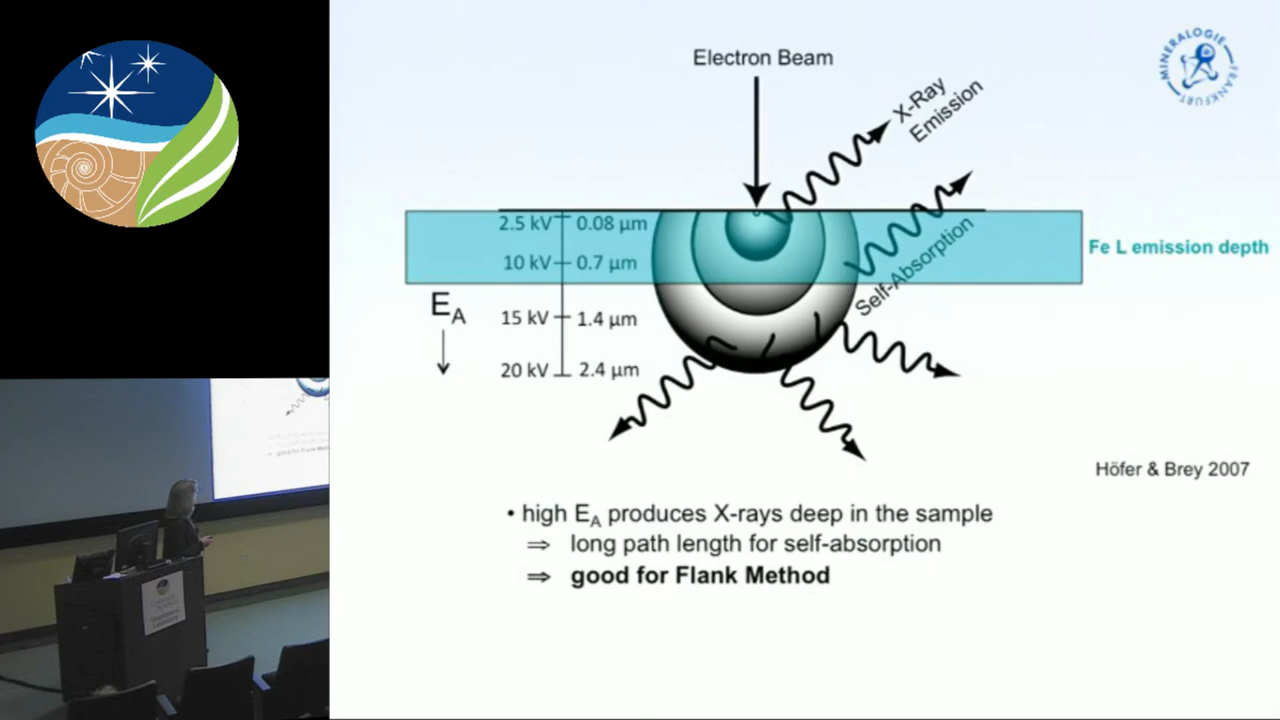 Electron Beam
X-Ray
Emission
MINERALOGIE
FRANKFURT
2.5 kV 0.08 µm
10 kV 0.7 µm
Self-Absorption
Fe L emission depth
E_A
15 kV 1.4 µm
20 kV 2.4 µm
Höfer & Brey 2007
• high E_A produces X-rays deep in the sample
⇒ long path length for self-absorption
⇒ good for Flank Method